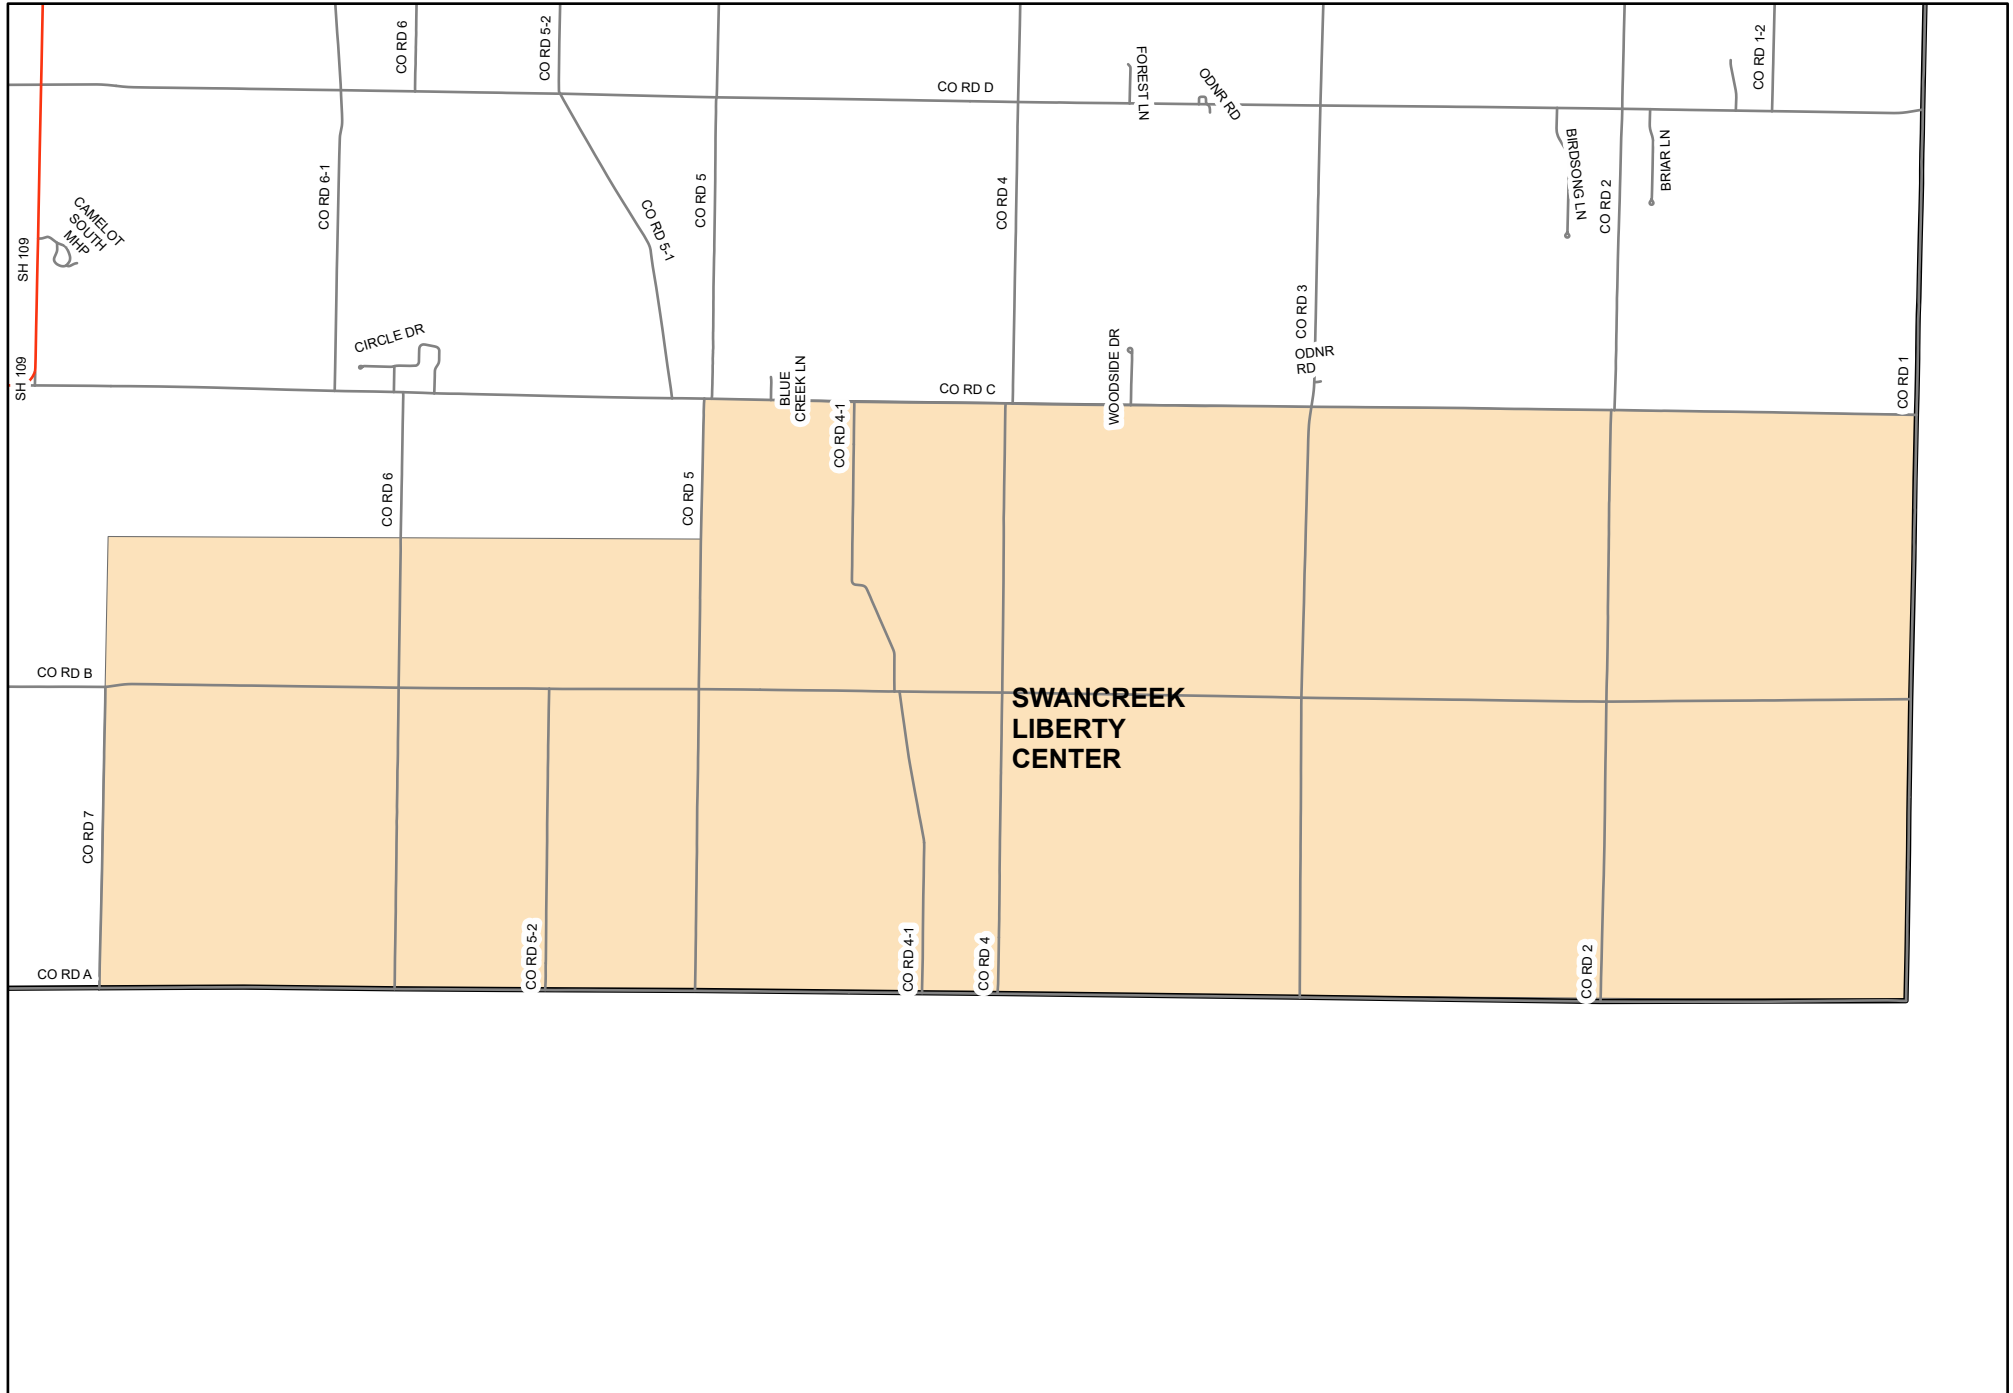 CO RD 6
CO RD 5-2
CO RD D
FOREST LN
ODNR RD
CO RD 1-2
CO RD 6-1
CO RD 5-1
CO RD 5
CO RD 4
BIRDSONG LN
CO RD 2
BRIAR LN
CAMELOT
SOUTH
MHP
SH 109
CO RD 3
CIRCLE DR
WOODSIDE DR
ODNR
RD
SH 109
BLUE
CREEK LN
CO RD C
CO RD 1
CO RD 4-1
CO RD 6
CO RD 5
CO RD B
SWANCREEK
LIBERTY
CENTER
CO RD 7
CO RD A
CO RD 5-2
CO RD 4-1
CO RD 4
CO RD 2